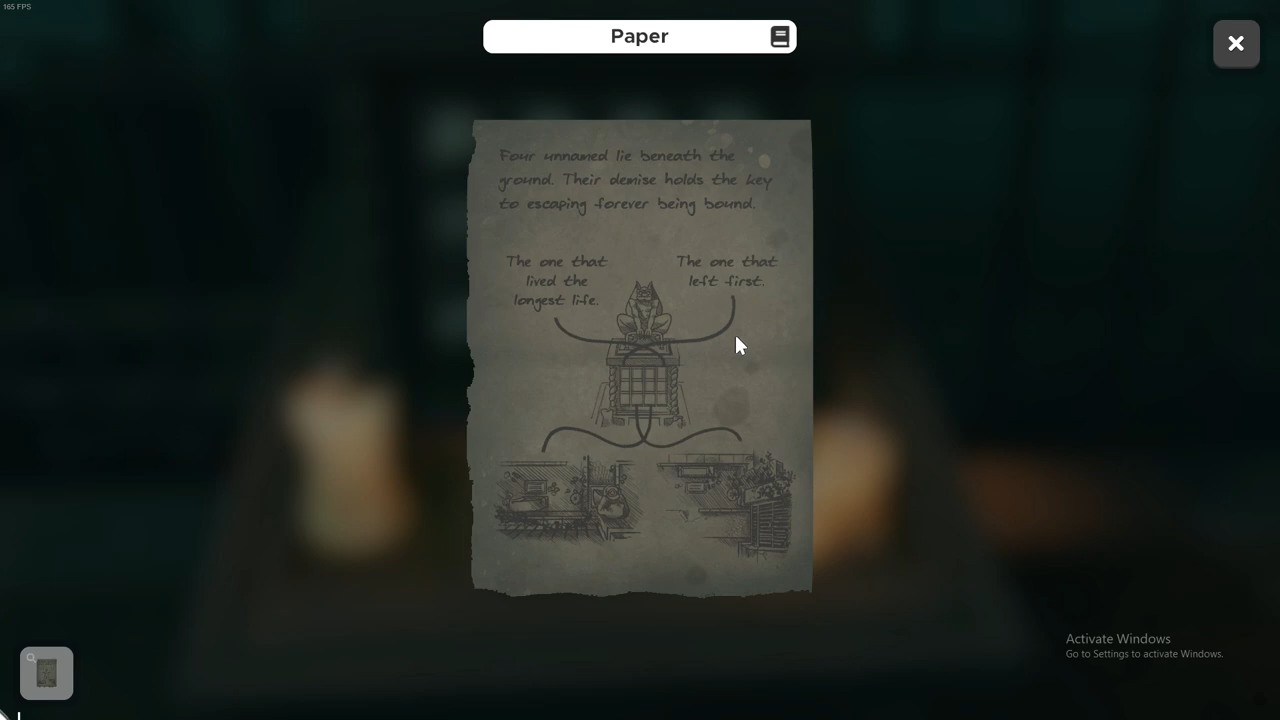 165 FPS
Paper
Four unnamed lie beneath the
ground. Their demise holds the key
to escaping forever being bound.
The one that
lived the
longest life.
The one that
left first.
Activate Windows
Go to Settings to activate Windows.